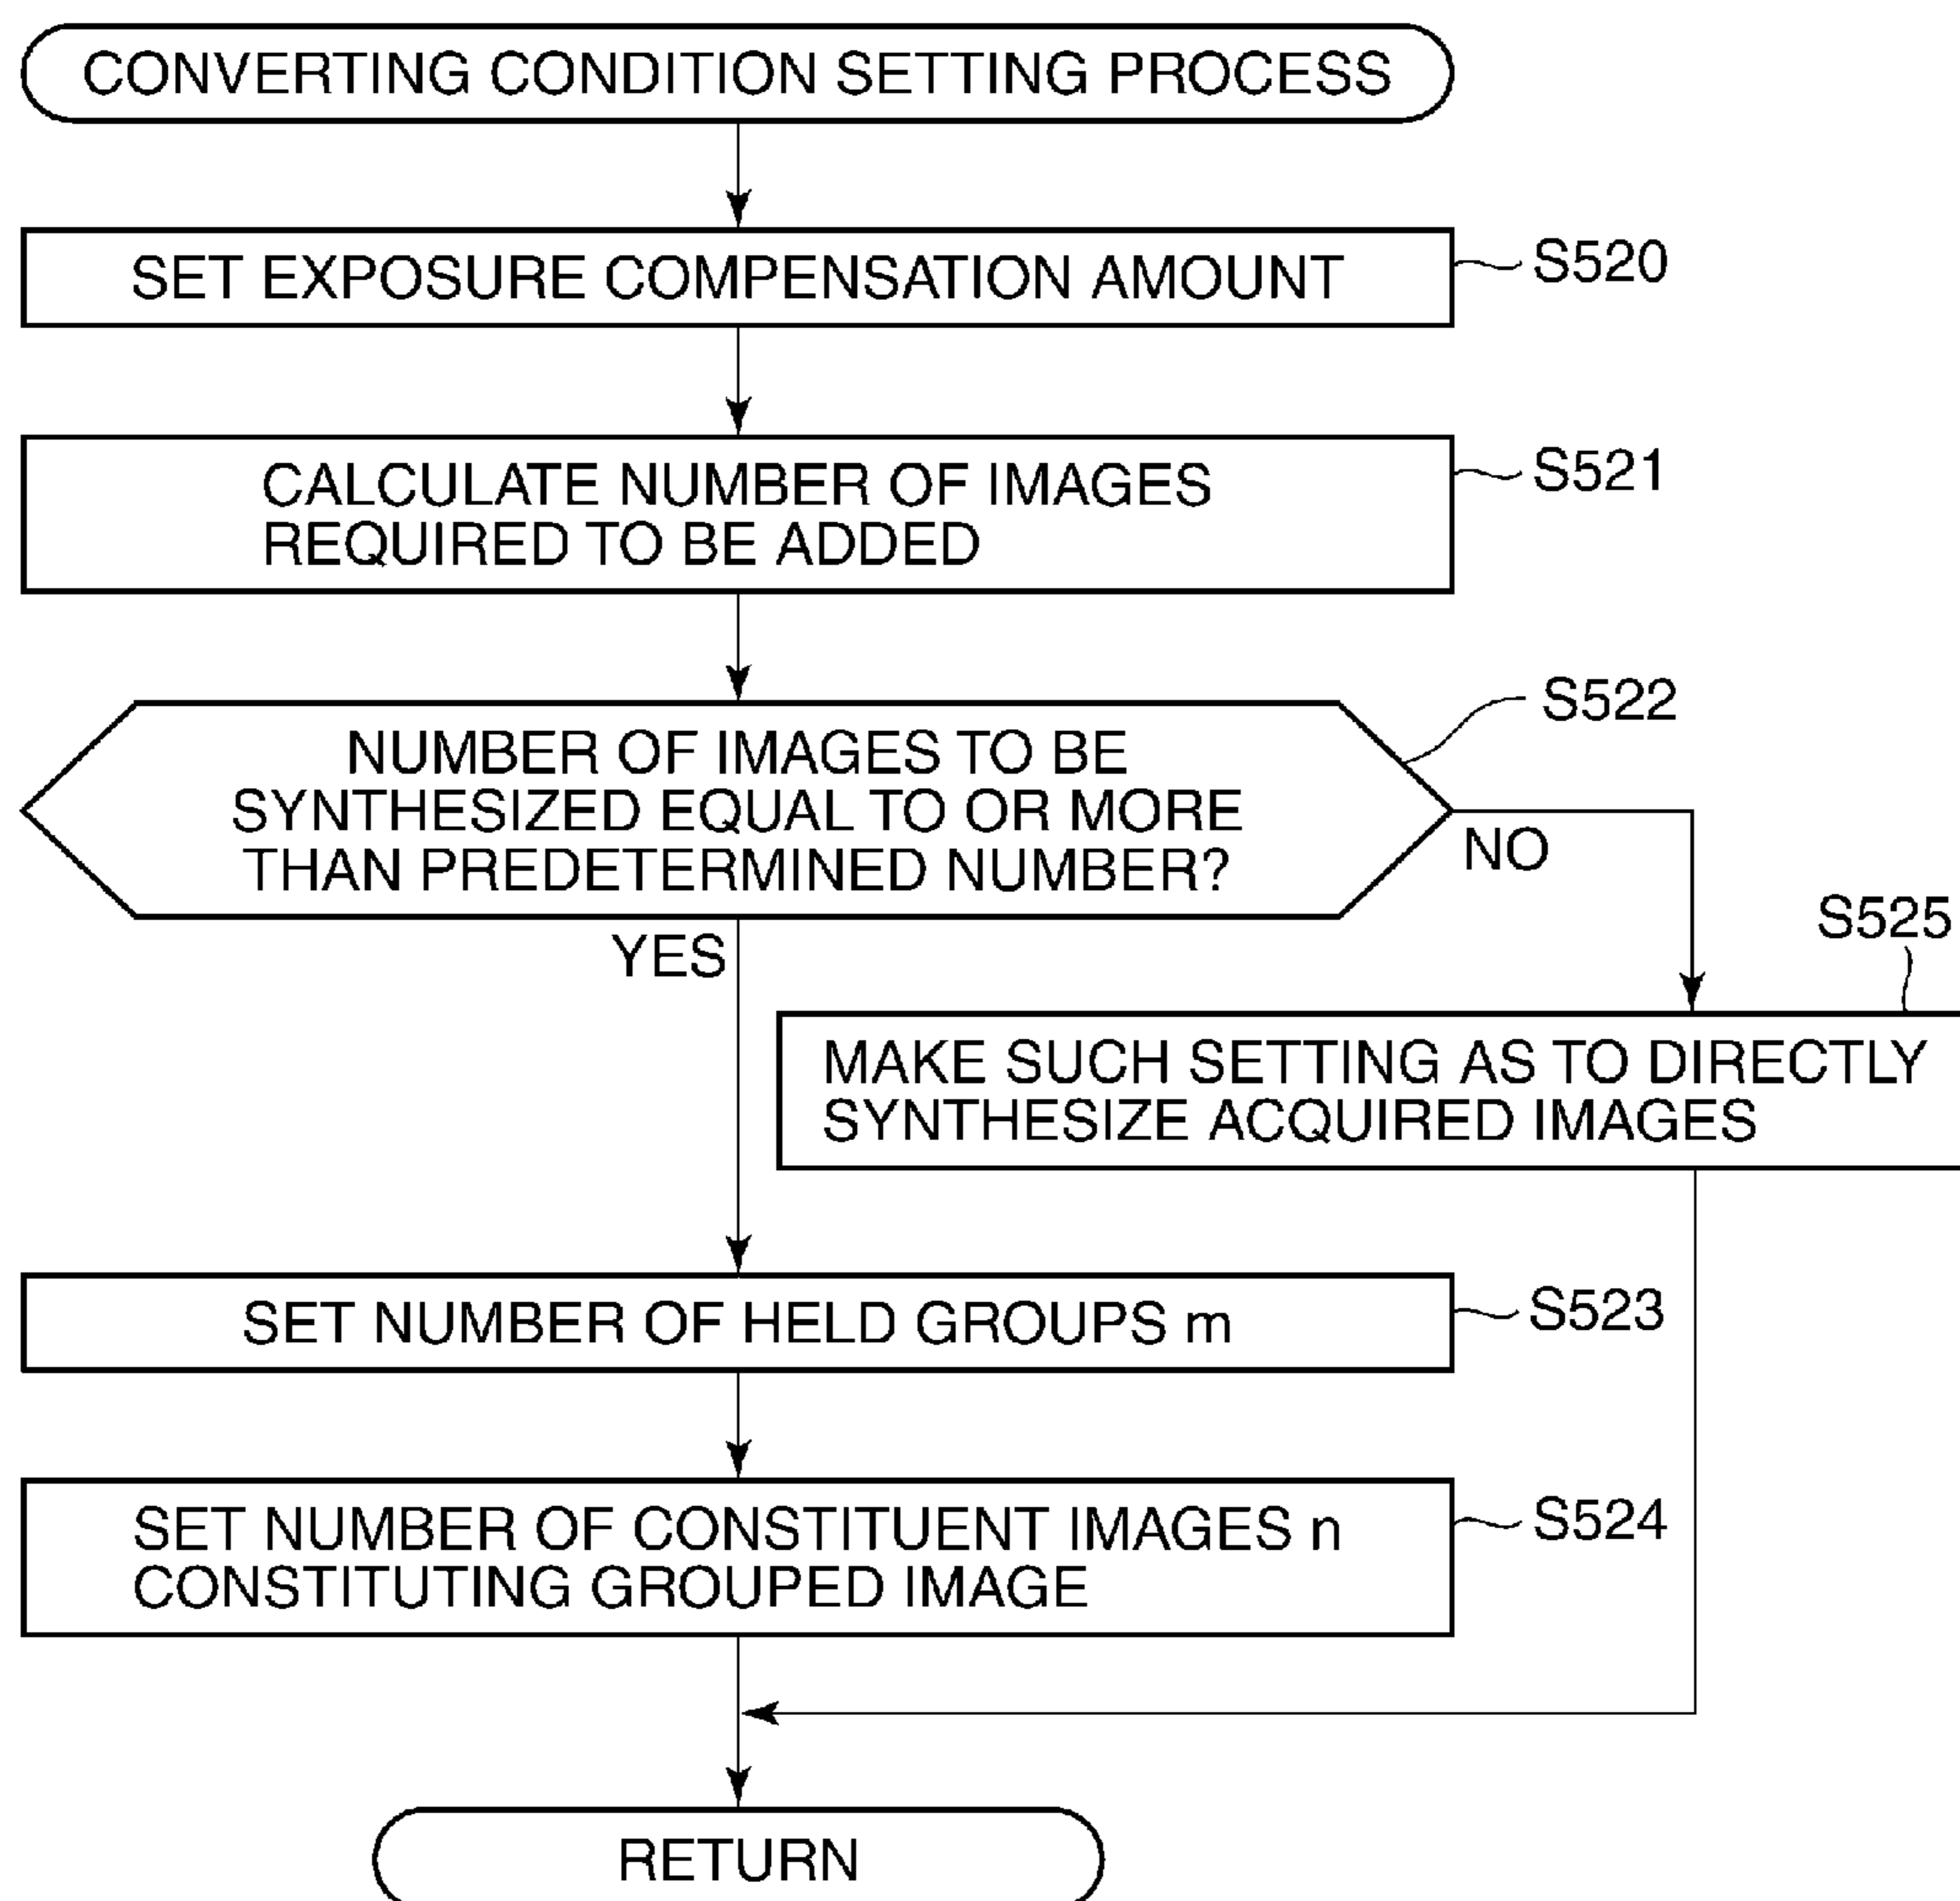 CONVERTING CONDITION SETTING PROCESS
SET EXPOSURE COMPENSATION AMOUNT
S520
CALCULATE NUMBER OF IMAGES
REQUIRED TO BE ADDED
S521
NUMBER OF IMAGES TO BE
SYNTHESIZED EQUAL TO OR MORE
THAN PREDETERMINED NUMBER?
S522
NO
YES
S525
MAKE SUCH SETTING AS TO DIRECTLY
SYNTHESIZE ACQUIRED IMAGES
SET NUMBER OF HELD GROUPS m
S523
SET NUMBER OF CONSTITUENT IMAGES n
CONSTITUTING GROUPED IMAGE
S524
RETURN